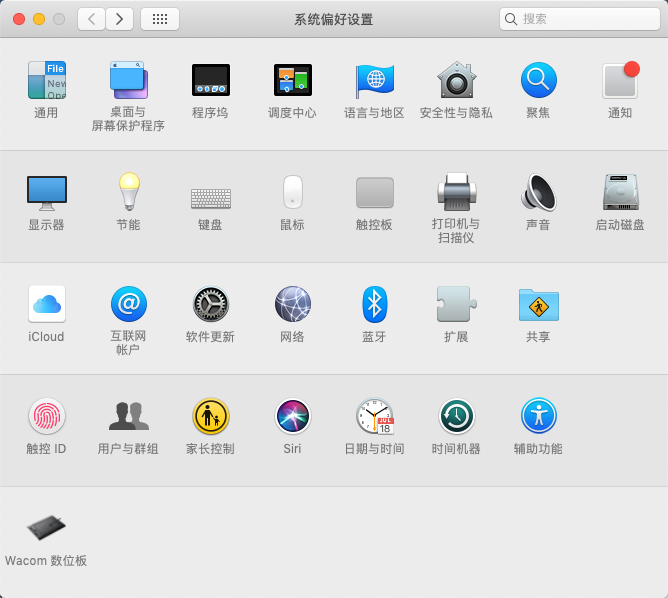 系统偏好设置
搜索
File
New
Ope
通用
桌面与
屏幕保护程序
程序坞
调度中心
语言与地区
安全性与隐私
聚焦
通知
显示器
节能
键盘
鼠标
触控板
打印机与
扫描仪
声音
启动磁盘
iCloud
@
互联网
帐户
软件更新
网络
蓝牙
扩展
共享
触控 ID
用户与群组
家长控制
Siri
JUL
18
日期与时间
时间机器
辅助功能
Wacom 数位板